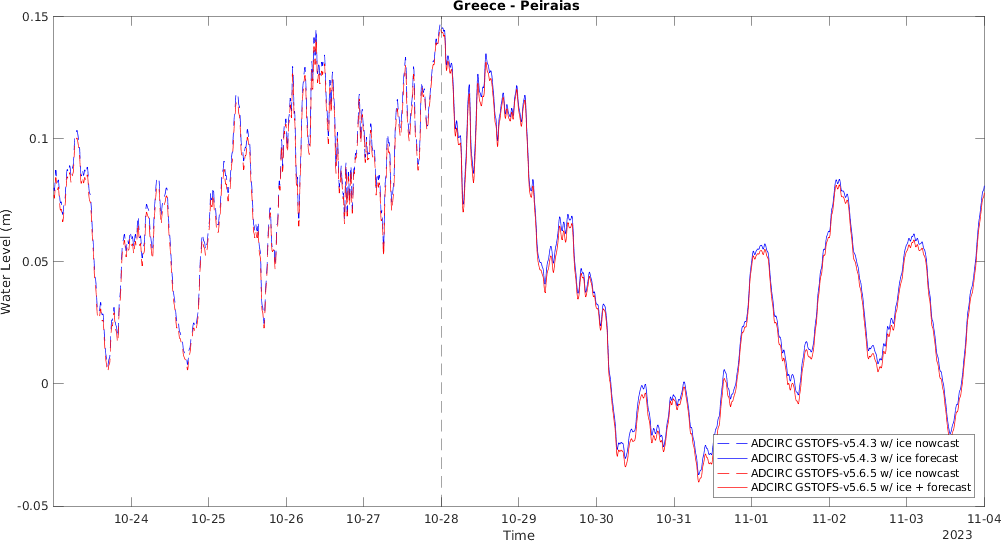 Greece - Peiraias
0.15
0.1
0.05
0
-0.05
Water Level (m)
ADCIRC GSTOFS-v5.4.3 w/ ice nowcast
ADCIRC GSTOFS-v5.4.3 w/ ice forecast
ADCIRC GSTOFS-v5.6.5 w/ ice nowcast
ADCIRC GSTOFS-v5.6.5 w/ ice + forecast
10-24 10-25 10-26 10-27 10-28 10-29 10-30 10-31 11-01 11-02 11-03 11-04
Time
2023